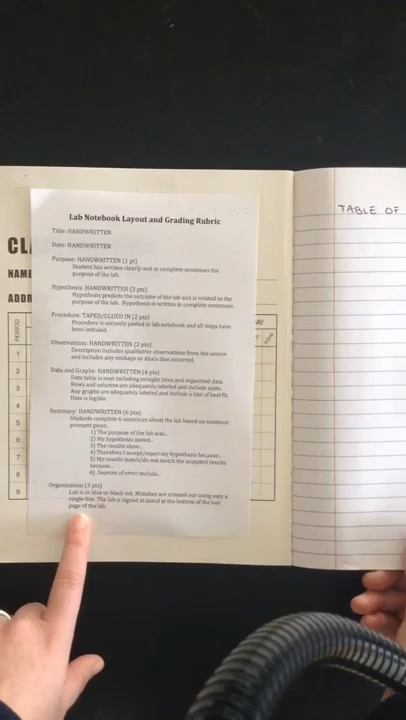 Lab Notebook Layout and Grading Rubric
Title: HANDWRITTEN
Date: HANDWRITTEN
Purpose: HANDWRITTEN (1 pt)
Student has written clearly and in complete sentences the
purpose of the lab.
Hypothesis: HANDWRITTEN (2 pts)
Hypothesis predicts the outcome of the lab and is related to the
purpose of the lab. Hypothesis is written in complete sentences.
Procedure: TAPED/GLUED IN (2 pts)
Procedure is securely pasted in lab notebook and all steps have
been initialed.
Observations: HANDWRITTEN (2 pts)
Description includes qualitative observations from the senses
and includes any mishaps or Aha's that occurred.
Data and Graphs: HANDWRITTEN (4 pts)
Data table is neat including straight lines and organized data.
Rows and columns are adequately labeled and include units.
Any graphs are adequately labeled and include a line of best fit.
Data is legible.
Summary: HANDWRITTEN (6 pts)
Students complete 6 sentences about the lab based on sentence
prompts given.
1) The purpose of the lab was...
2) My hypothesis stated...
3) The results show...
4) Therefore I accept/reject my hypothesis because...
5) My results match/do not match the accepted results
because...
6) Sources of error include...
Organization (3 pts)
Lab is in blue or black ink. Mistakes are crossed out using only a
single line. The lab is signed at dated at the bottom of the last
page of the lab.
CL
NAME
ADDR
PERIOD
1
2
3
4
5
6
7
8
9
AY
TABLE OF